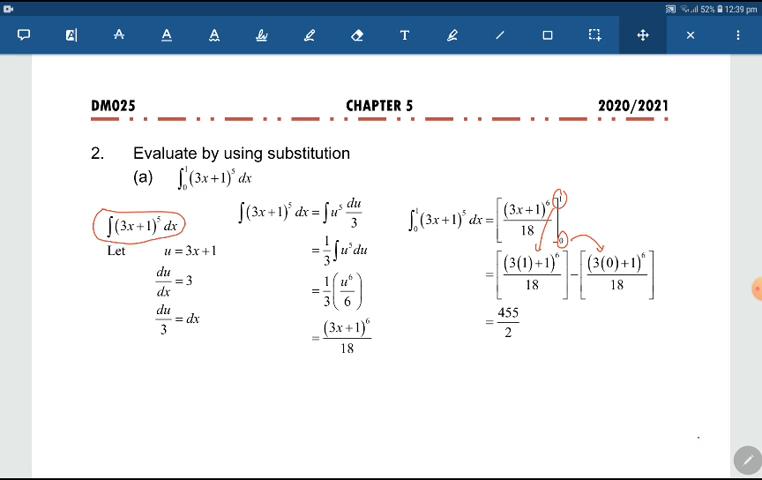 52% 12:39 pm
DM025 CHAPTER 5 2020/2021
2. Evaluate by using substitution
(a) ∫₀¹(3x+1)⁵ dx
∫(3x+1)⁵ dx
Let u = 3x+1
du/dx = 3
du/3 = dx
∫(3x+1)⁵ dx = ∫u⁵ du/3
= 1/3 ∫u⁵ du
= 1/3 (u⁶/6)
= (3x+1)⁶/18
∫₀¹(3x+1)⁵ dx = [(3x+1)⁶/18]₀¹
= [(3(1)+1)⁶/18] − [(3(0)+1)⁶/18]
= 455/2